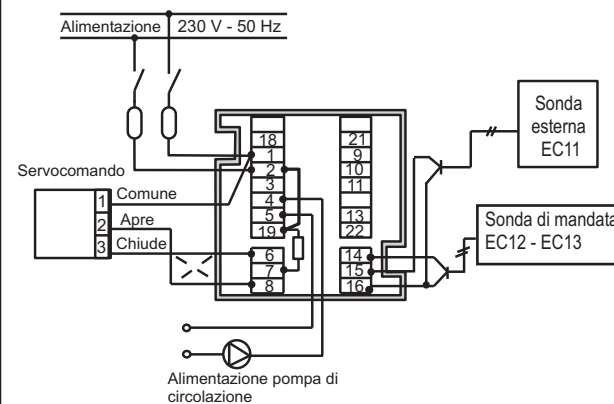 Alimentazione 230 V - 50 Hz
Sonda
esterna
EC11
Servocomando
1 Comune
2 Apre
3 Chiude
18
1
2
3
4
5
19
6
7
8
21
9
10
11
13
22
14
15
16
Sonda di mandata
EC12 - EC13
Alimentazione pompa di
circolazione